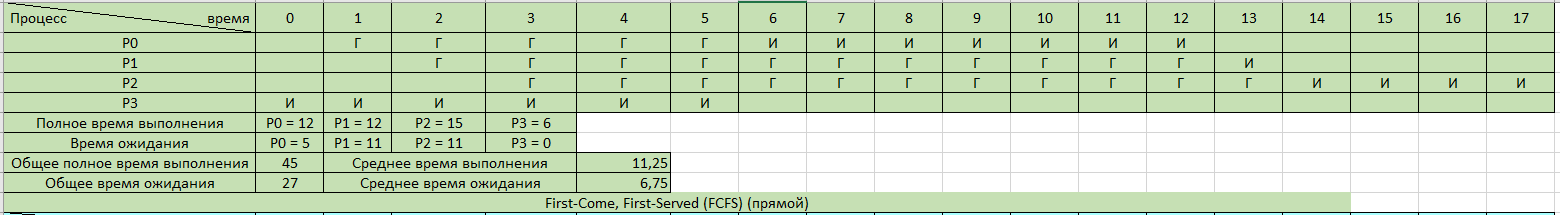 Процесс время 0 1 2 3 4 5 6 7 8 9 10 11 12 13 14 15 16 17
P0 Г Г Г Г Г И И И И И И И
P1 Г Г Г Г Г Г Г Г Г Г Г И
P2 Г Г Г Г Г Г Г Г Г Г Г И И И И
P3 И И И И И И
Полное время выполнения P0 = 12 P1 = 12 P2 = 15 P3 = 6
Время ожидания P0 = 5 P1 = 11 P2 = 11 P3 = 0
Общее полное время выполнения 45 Среднее время выполнения 11,25
Общее время ожидания 27 Среднее время ожидания 6,75
First-Come, First-Served (FCFS) (прямой)